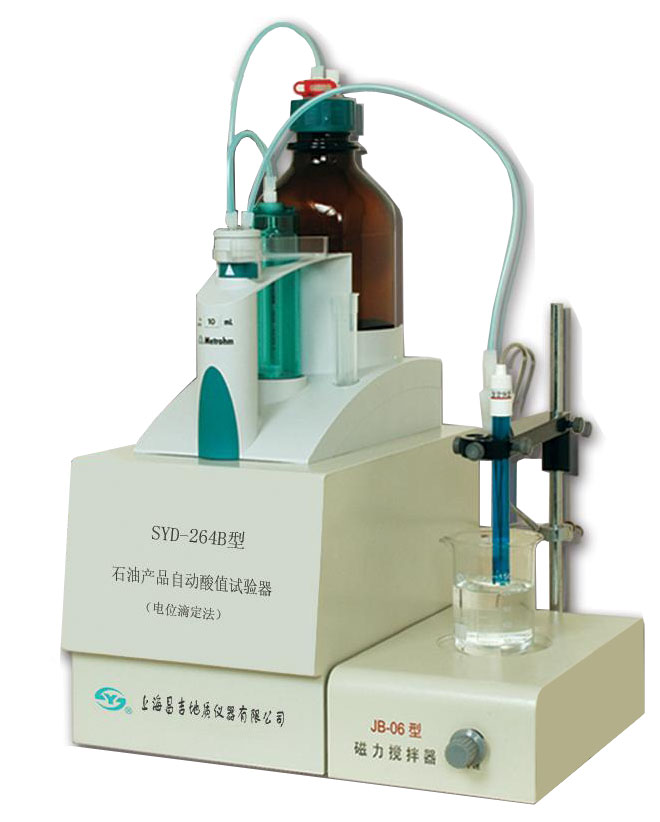 10 mL
Metrohm
SYD-264B型
石油产品自动酸值试验器
（电位滴定法）
SYG® 上海昌吉地质仪器有限公司
JB-06型
磁力搅拌器